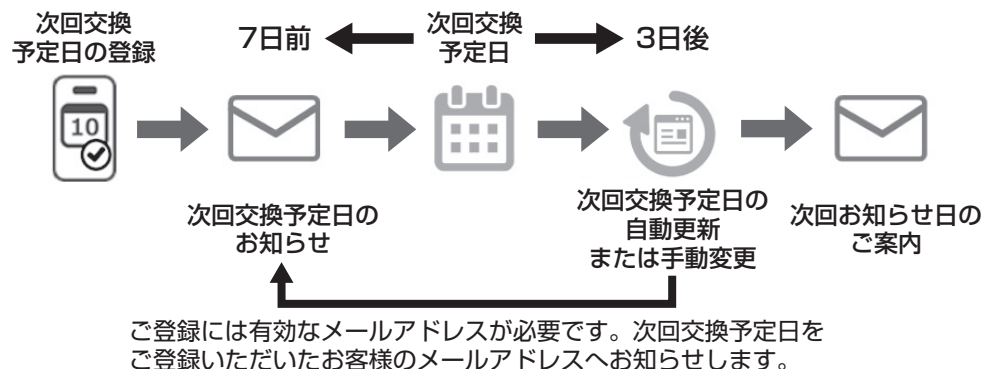 次回交換
予定日の登録
7日前
次回交換
予定日
3日後
10
次回交換予定日の
お知らせ
次回交換予定日の
自動更新
または手動変更
次回お知らせ日の
ご案内
ご登録には有効なメールアドレスが必要です。次回交換予定日を
ご登録いただいたお客様のメールアドレスへお知らせします。